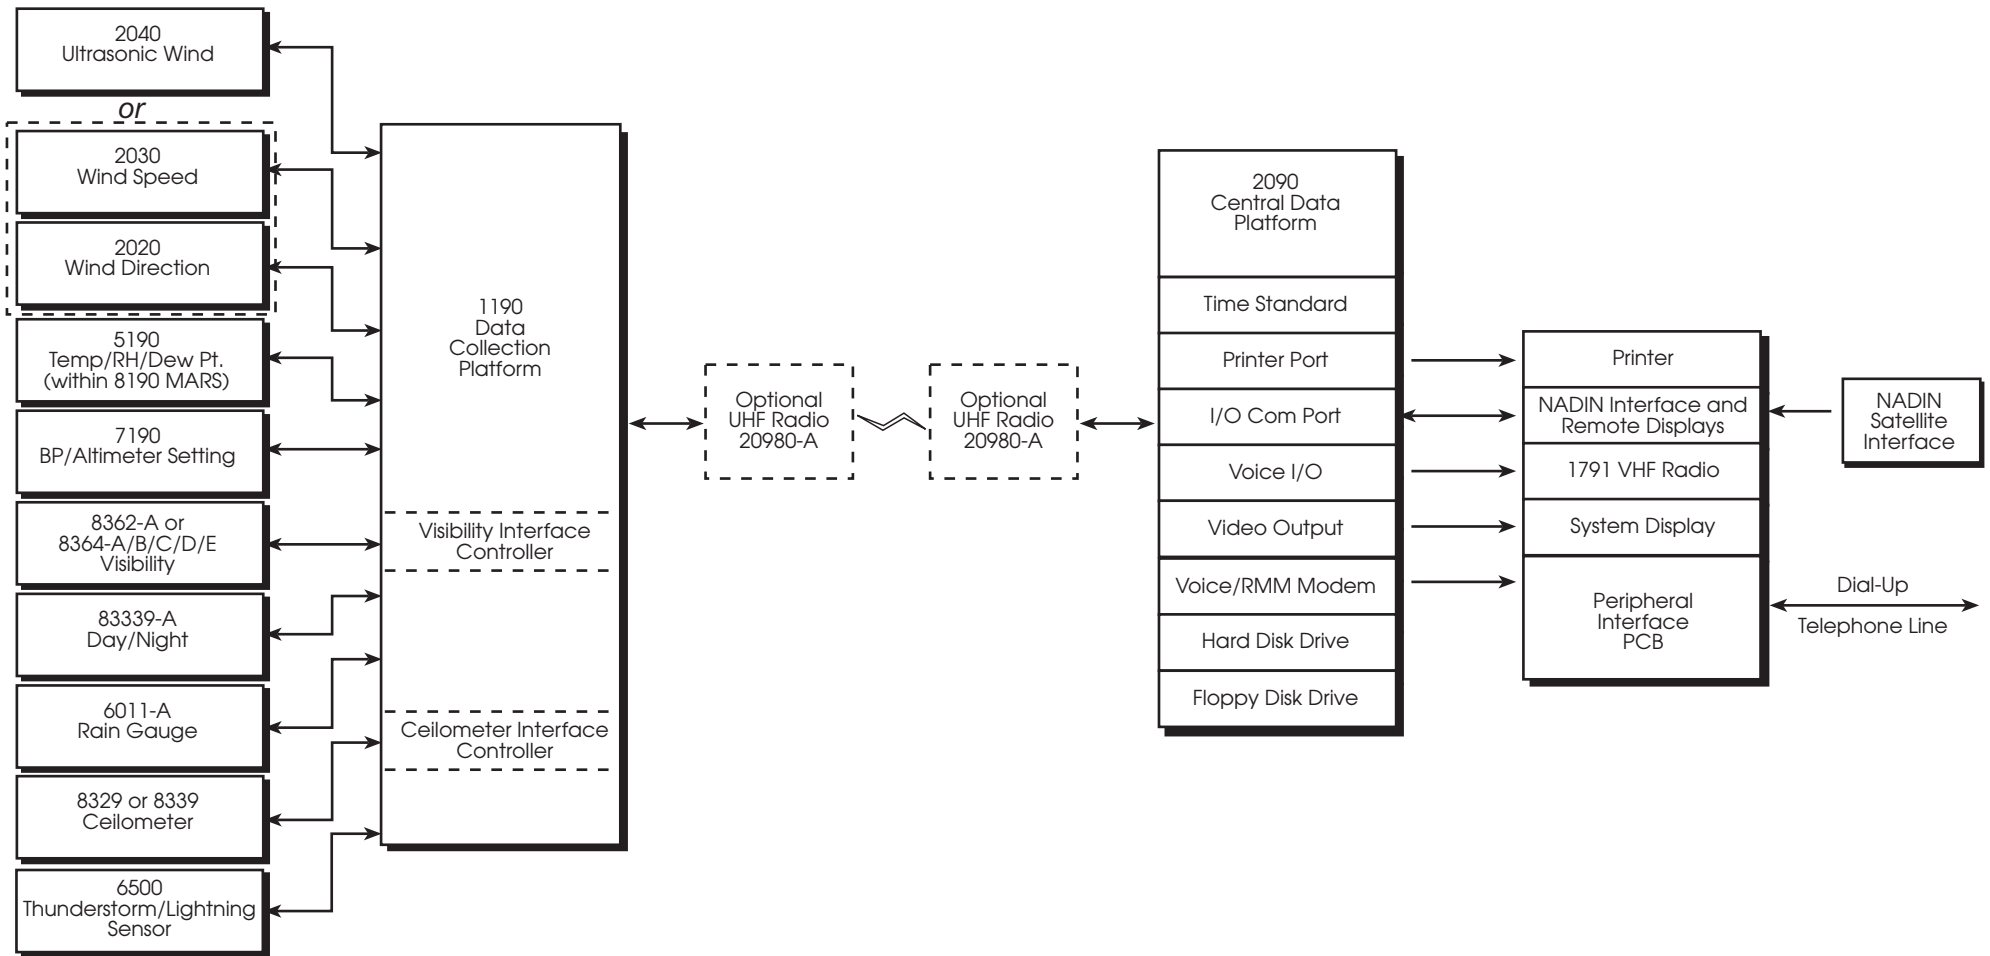 2040
Ultrasonic Wind
or
2030
Wind Speed
2020
Wind Direction
5190
Temp/RH/Dew Pt.
(within 8190 MARS)
7190
BP/Altimeter Setting
8362-A or
8364-A/B/C/D/E
Visibility
83339-A
Day/Night
6011-A
Rain Gauge
8329 or 8339
Ceilometer
6500
Thunderstorm/Lightning
Sensor
1190
Data
Collection
Platform
Visibility Interface
Controller
Ceilometer Interface
Controller
Optional
UHF Radio
20980-A
Optional
UHF Radio
20980-A
2090
Central Data
Platform
Time Standard
Printer Port
I/O Com Port
Voice I/O
Video Output
Voice/RMM Modem
Hard Disk Drive
Floppy Disk Drive
Printer
NADIN Interface and
Remote Displays
1791 VHF Radio
System Display
Peripheral
Interface
PCB
NADIN
Satellite
Interface
Dial-Up
Telephone Line